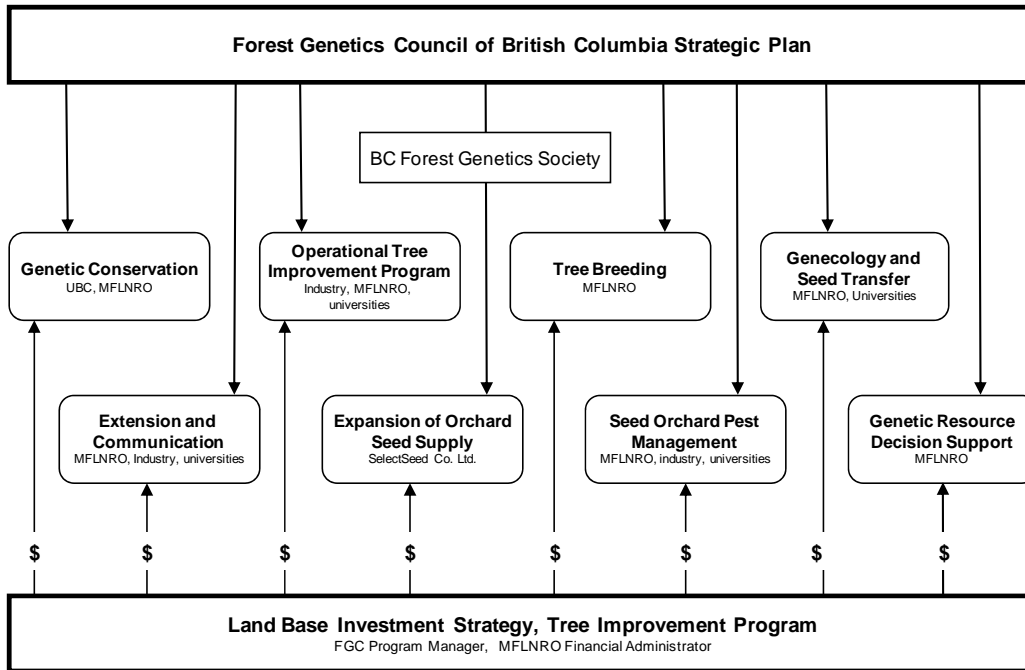 Forest Genetics Council of British Columbia Strategic Plan
BC Forest Genetics Society
Genetic Conservation
UBC, MFLNRO
Operational Tree
Improvement Program
Industry, MFLNRO,
universities
Tree Breeding
MFLNRO
Genecology and
Seed Transfer
MFLNRO, Universities
Extension and
Communication
MFLNRO, Industry, universities
Expansion of Orchard
Seed Supply
SelectSeed Co. Ltd.
Seed Orchard Pest
Management
MFLNRO, industry, universities
Genetic Resource
Decision Support
MFLNRO
$ $ $ $ $ $ $ $
Land Base Investment Strategy, Tree Improvement Program
FGC Program Manager, MFLNRO Financial Administrator